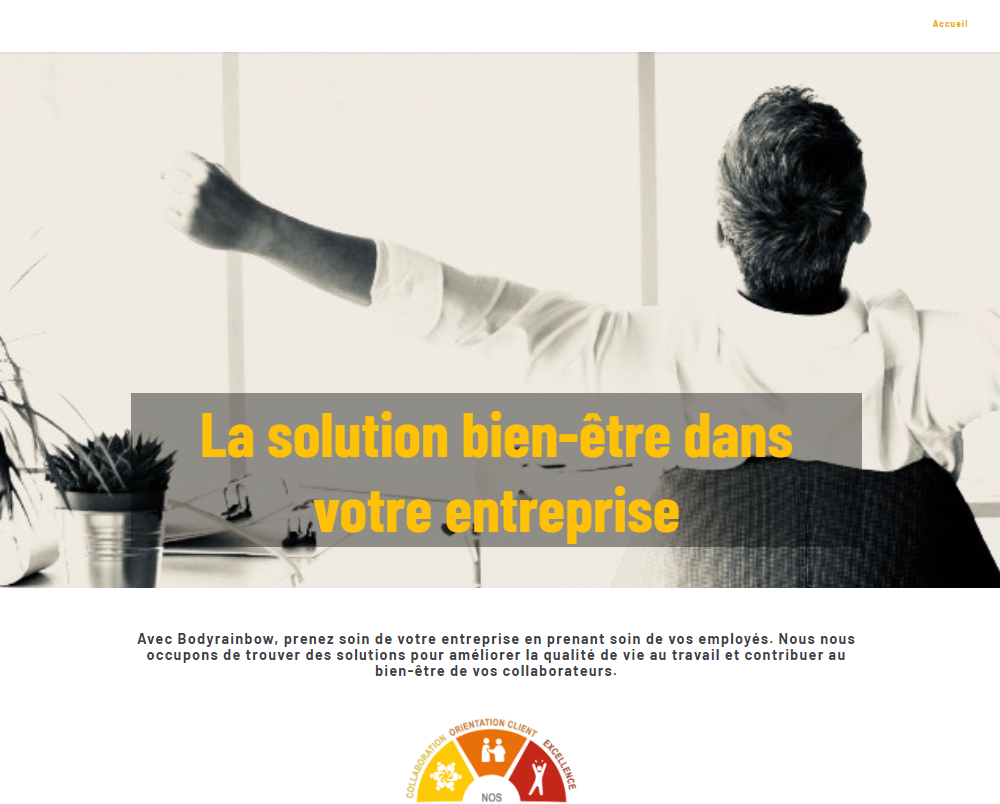 Accueil
La solution bien-être dans
votre entreprise
Avec Bodyrainbow, prenez soin de votre entreprise en prenant soin de vos employés. Nous nous
occupons de trouver des solutions pour améliorer la qualité de vie au travail et contribuer au
bien-être de vos collaborateurs.
COLLABORATION
ORIENTATION CLIENT
EXCELLENCE
NOS